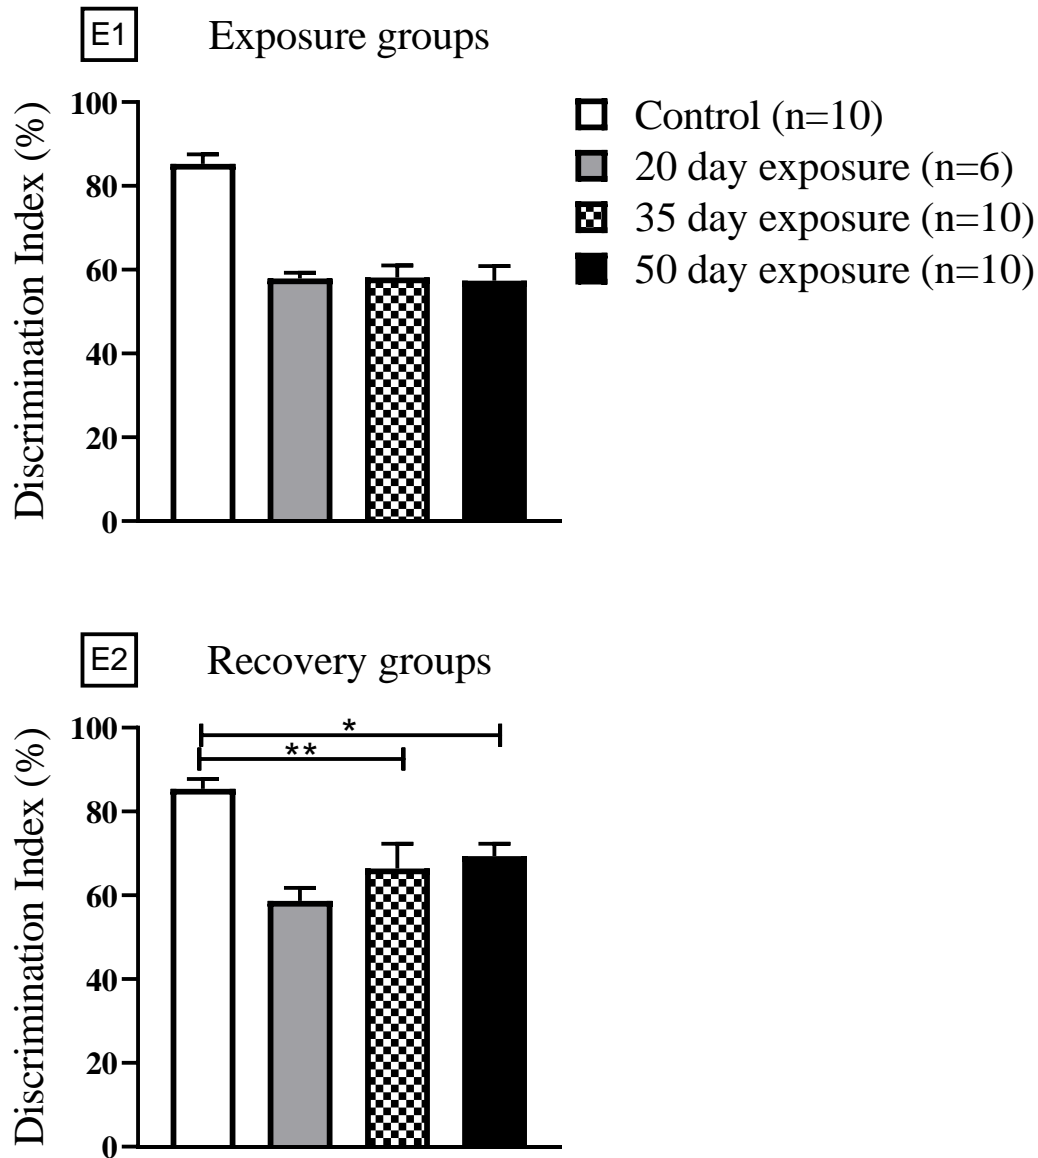 E1 Exposure groups
Discrimination Index (%)
100
80
60
40
20
0
Control (n=10)
20 day exposure (n=6)
35 day exposure (n=10)
50 day exposure (n=10)
E2 Recovery groups
Discrimination Index (%)
100
80
60
40
20
0
*
**